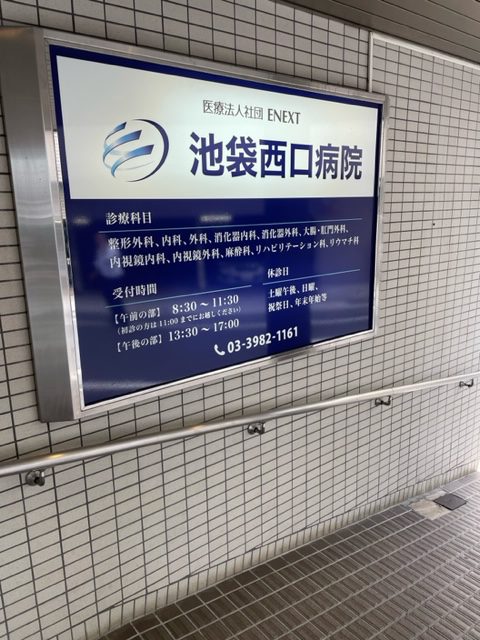 医療法人社団 ENEXT
池袋西口病院
診療科目
整形外科、内科、外科、消化器内科、消化器外科、大腸・肛門外科、
内視鏡内科、内視鏡外科、麻酔科、リハビリテーション科、リウマチ科
受付時間
【午前の部】 8:30～11:30
(初診の方は11:00までにお越しください)
【午後の部】 13:30～17:00
休診日
土曜午後、日曜、
祝祭日、年末年始等
03-3982-1161